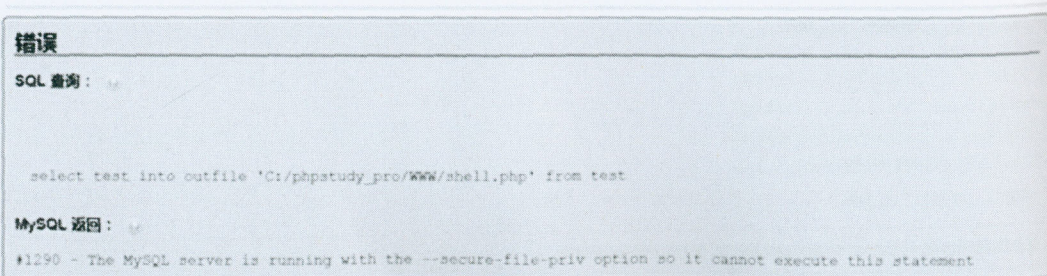 错误
SQL 查询：
select test into outfile 'C:/phpstudy_pro/WWW/shell.php' from test
MySQL 返回：
#1290 - The MySQL server is running with the --secure-file-priv option so it cannot execute this statement